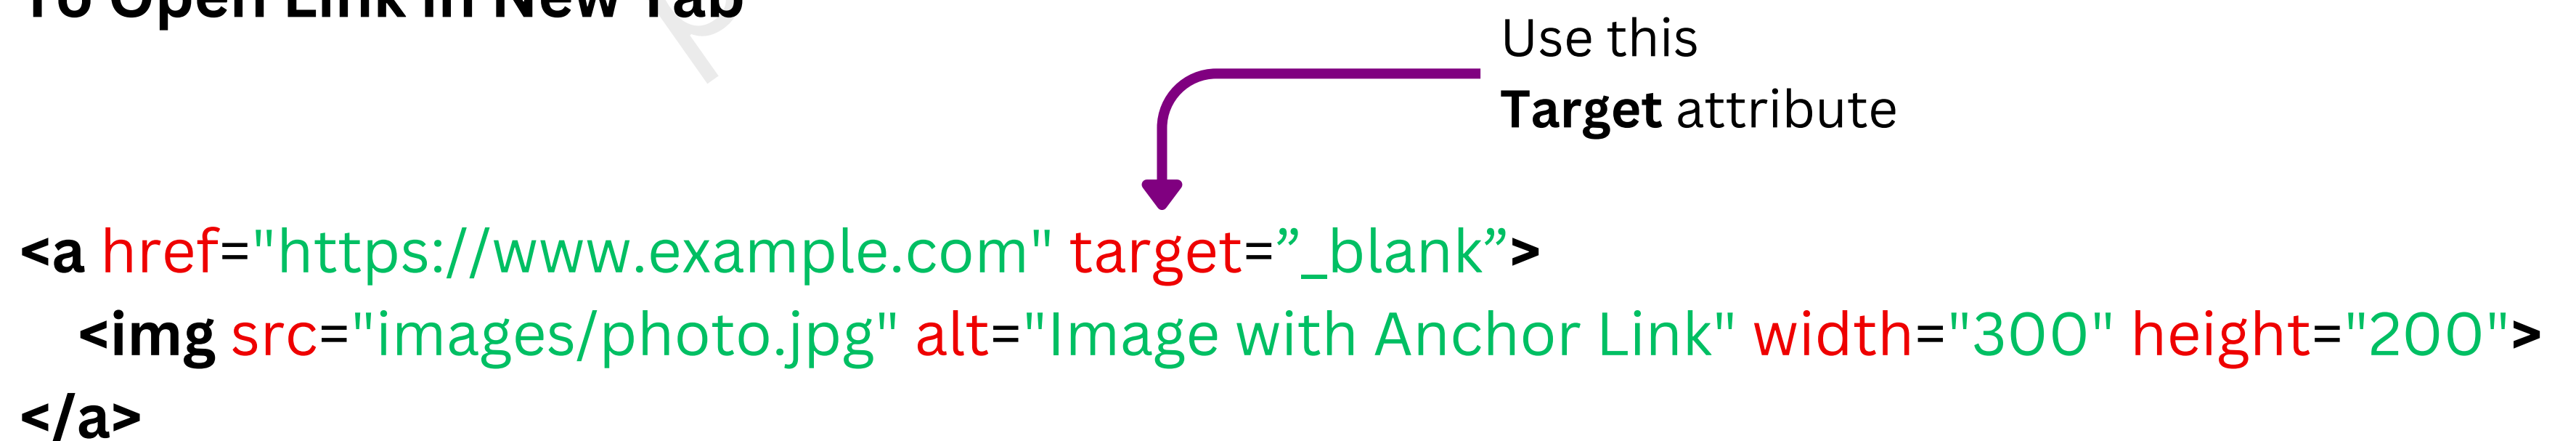 To Open Link in New Tab
Use this
Target attribute
<a href="https://www.example.com" target=”_blank”>
<img src="images/photo.jpg" alt="Image with Anchor Link" width="300" height="200">
</a>